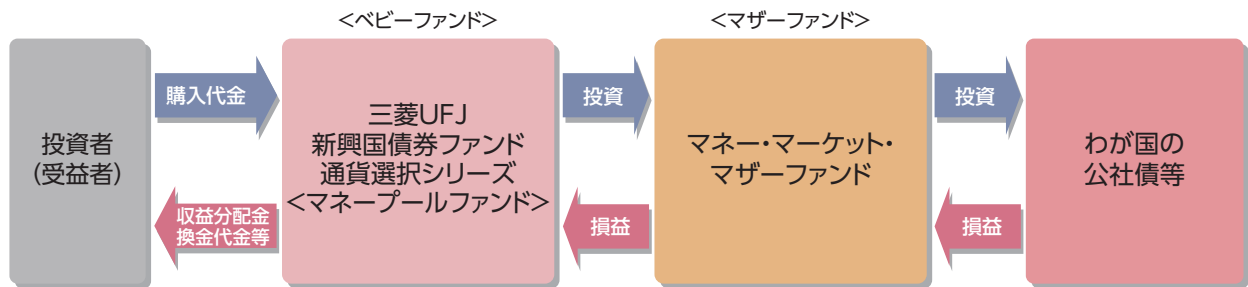 <ベビーファンド>
<マザーファンド>
投資者
(受益者)
購入代金
収益分配金
換金代金等
三菱UFJ
新興国債券ファンド
通貨選択シリーズ
<マネープールファンド>
投資
損益
マネー・マーケット・
マザーファンド
投資
損益
わが国の
公社債等